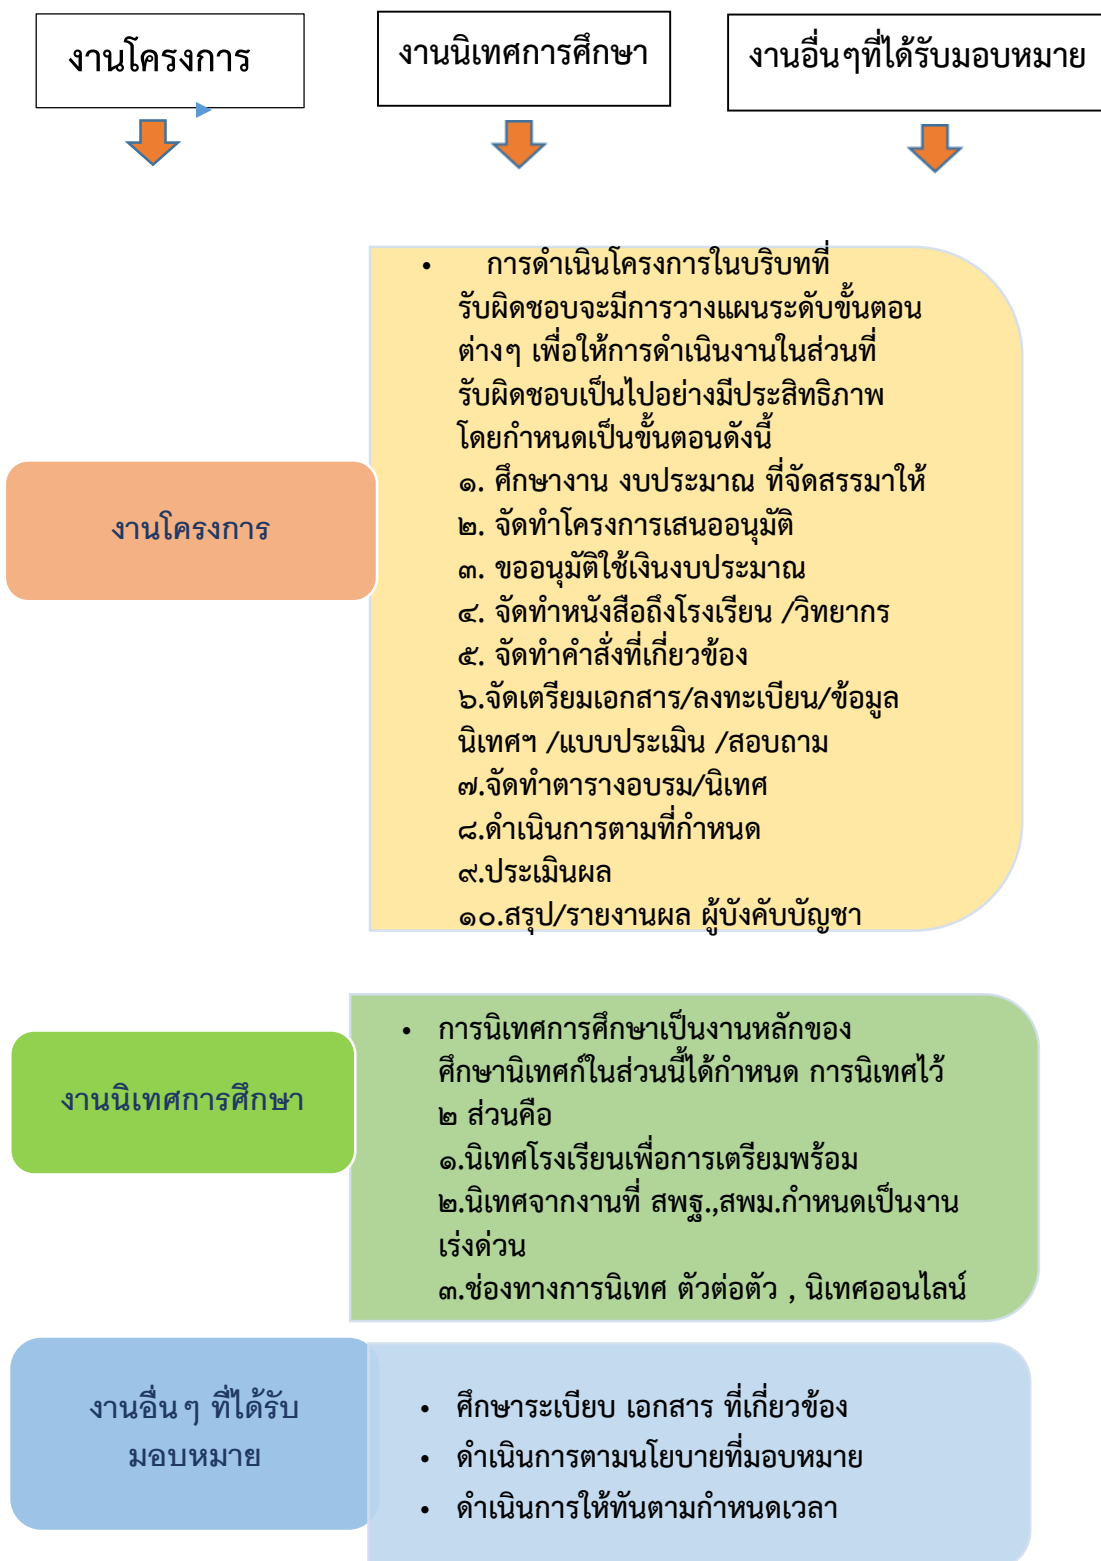 งานโครงการ
งานนิเทศการศึกษา
งานอื่นๆที่ได้รับมอบหมาย
งานโครงการ
• การดำเนินโครงการในบริบทที่
รับผิดชอบจะมีการวางแผนระดับขั้นตอน
ต่างๆ เพื่อให้การดำเนินงานในส่วนที่
รับผิดชอบเป็นไปอย่างมีประสิทธิภาพ
โดยกำหนดเป็นขั้นตอนดังนี้
๑. ศึกษางาน งบประมาณ ที่จัดสรรมาให้
๒. จัดทำโครงการเสนออนุมัติ
๓. ขออนุมัติใช้เงินงบประมาณ
๔. จัดทำหนังสือถึงโรงเรียน /วิทยากร
๕. จัดทำคำสั่งที่เกี่ยวข้อง
๖.จัดเตรียมเอกสาร/ลงทะเบียน/ข้อมูล
นิเทศฯ /แบบประเมิน /สอบถาม
๗.จัดทำตารางอบรม/นิเทศ
๘.ดำเนินการตามที่กำหนด
๙.ประเมินผล
๑๐.สรุป/รายงานผล ผู้บังคับบัญชา
งานนิเทศการศึกษา
• การนิเทศการศึกษาเป็นงานหลักของ
ศึกษานิเทศก์ในส่วนนี้ได้กำหนด การนิเทศไว้
๒ ส่วนคือ
๑.นิเทศโรงเรียนเพื่อการเตรียมพร้อม
๒.นิเทศจากงานที่ สพฐ.,สพม.กำหนดเป็นงาน
เร่งด่วน
๓.ช่องทางการนิเทศ ตัวต่อตัว , นิเทศออนไลน์
งานอื่นๆ ที่ได้รับ
มอบหมาย
• ศึกษาระเบียบ เอกสาร ที่เกี่ยวข้อง
• ดำเนินการตามนโยบายที่มอบหมาย
• ดำเนินการให้ทันตามกำหนดเวลา